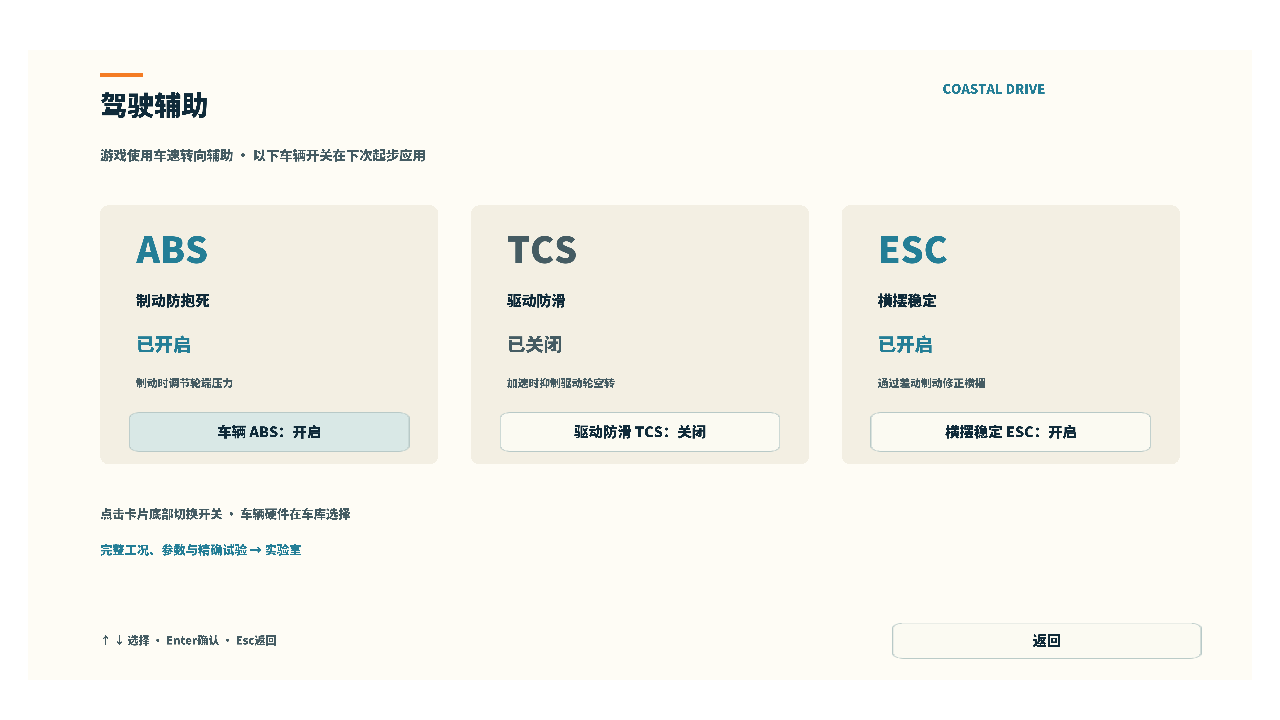 驾驶辅助
COASTAL DRIVE
游戏使用车速转向辅助 · 以下车辆开关在下次起步应用
ABS
制动防抱死
已开启
制动时调节轮端压力
车辆 ABS：开启
TCS
驱动防滑
已关闭
加速时抑制驱动轮空转
驱动防滑 TCS：关闭
ESC
横摆稳定
已开启
通过差动制动修正横摆
横摆稳定 ESC：开启
点击卡片底部切换开关 · 车辆硬件在车库选择
完整工况、参数与精确试验 → 实验室
↑ ↓ 选择 · Enter确认 · Esc返回
返回